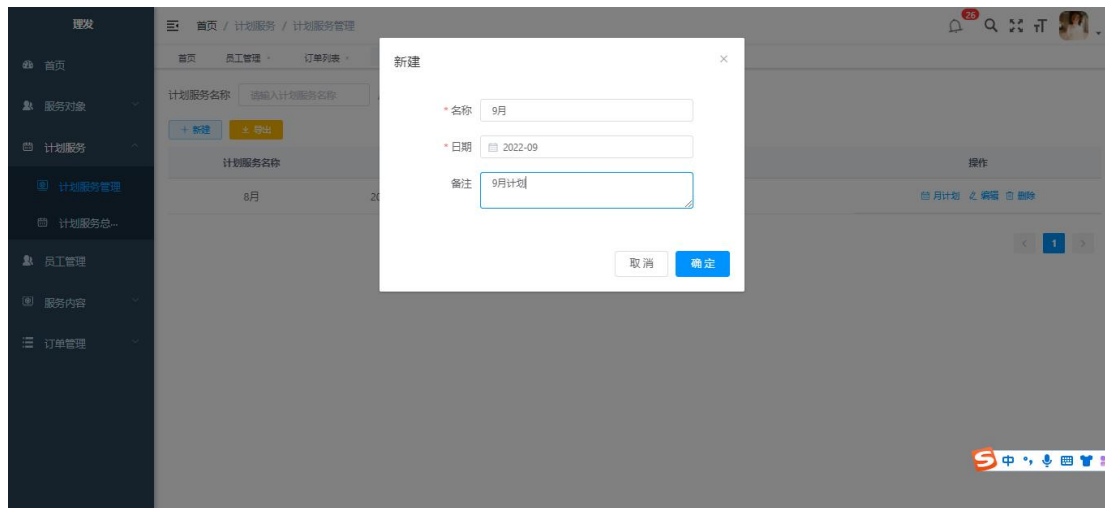 理发
首页 / 计划服务 / 计划服务管理
26
首页
员工管理
订单列表
首页
服务对象
计划服务
计划服务管理
计划服务总...
员工管理
服务内容
订单管理
计划服务名称 请输入计划服务名称
+ 新建
导出
计划服务名称
操作
8月
20
月计划 编辑 删除
< 1 >
新建
* 名称 9月
* 日期 2022-09
备注 9月计划
取消 确定
中